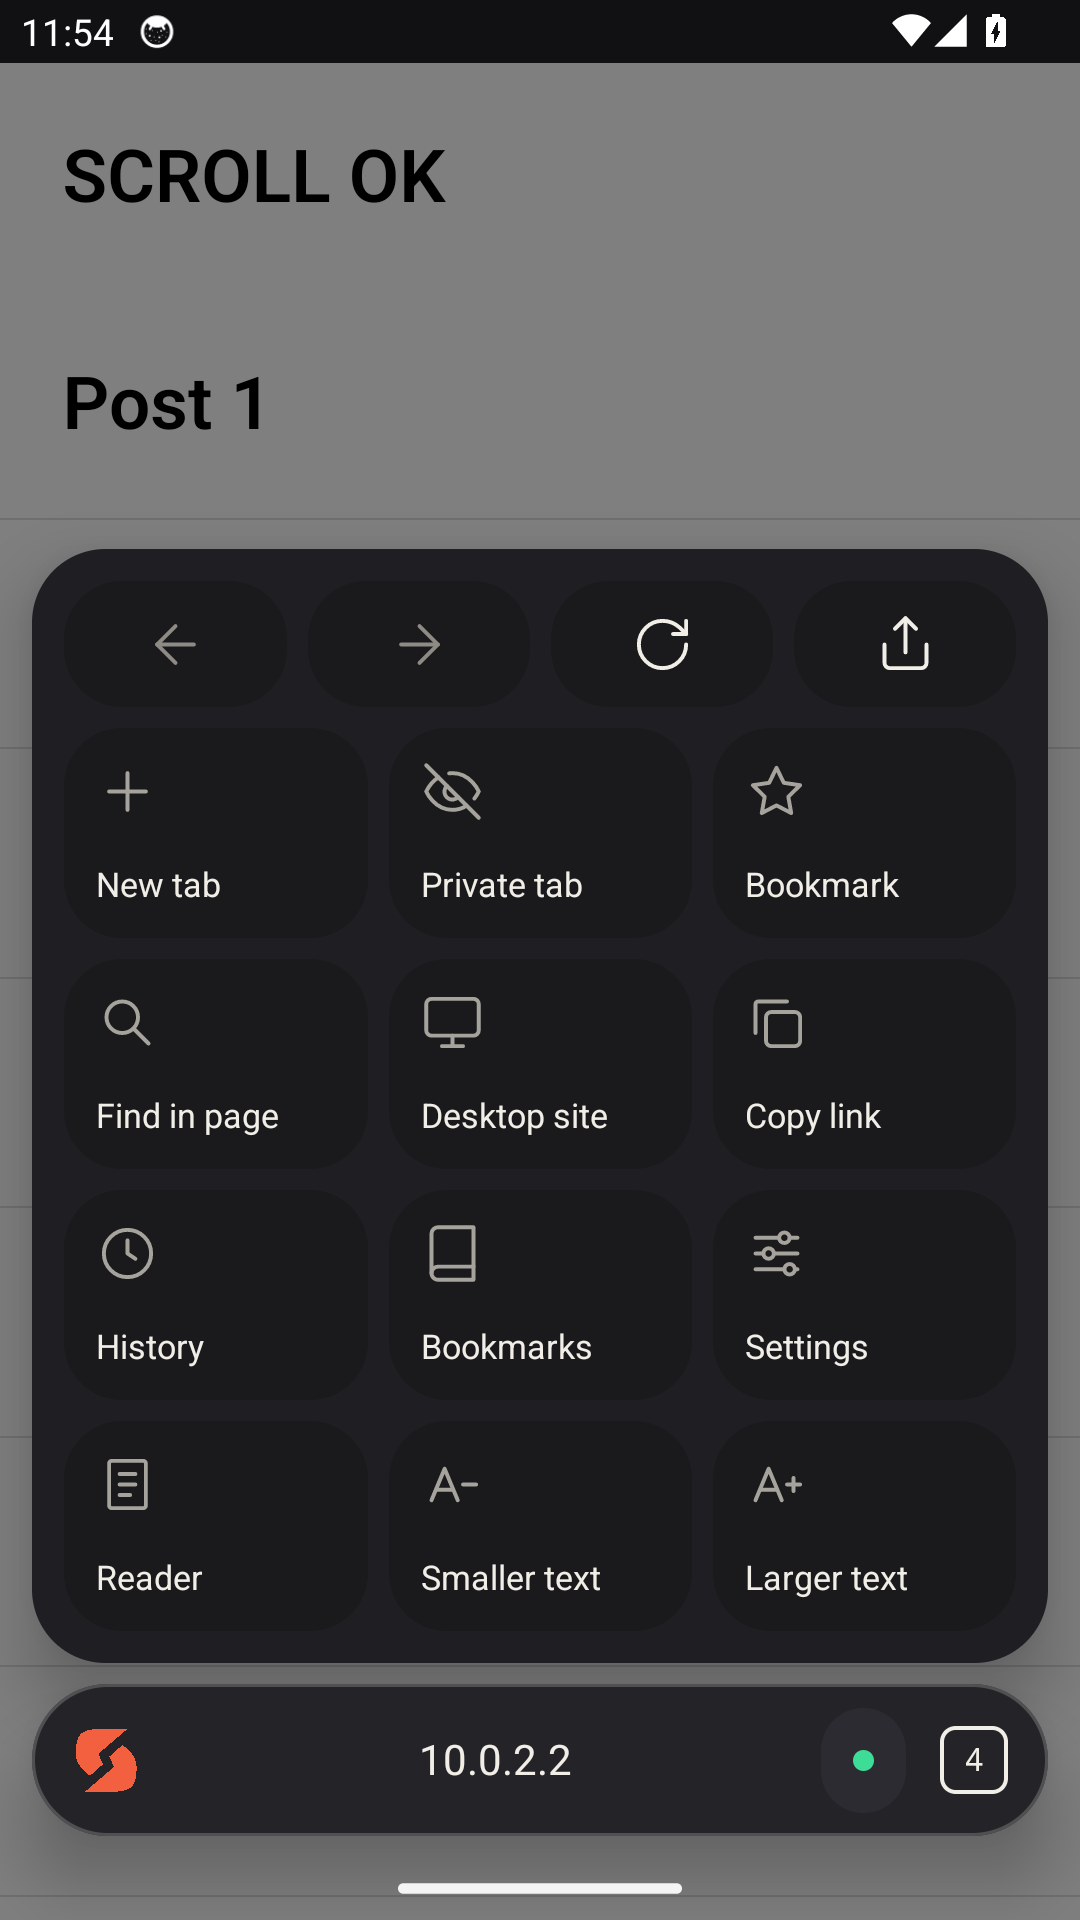 11:54
SCROLL OK
Post 1
New tab
Private tab
Bookmark
Find in page
Desktop site
Copy link
History
Bookmarks
Settings
Reader
A- Smaller text
A+ Larger text
10.0.2.2
4